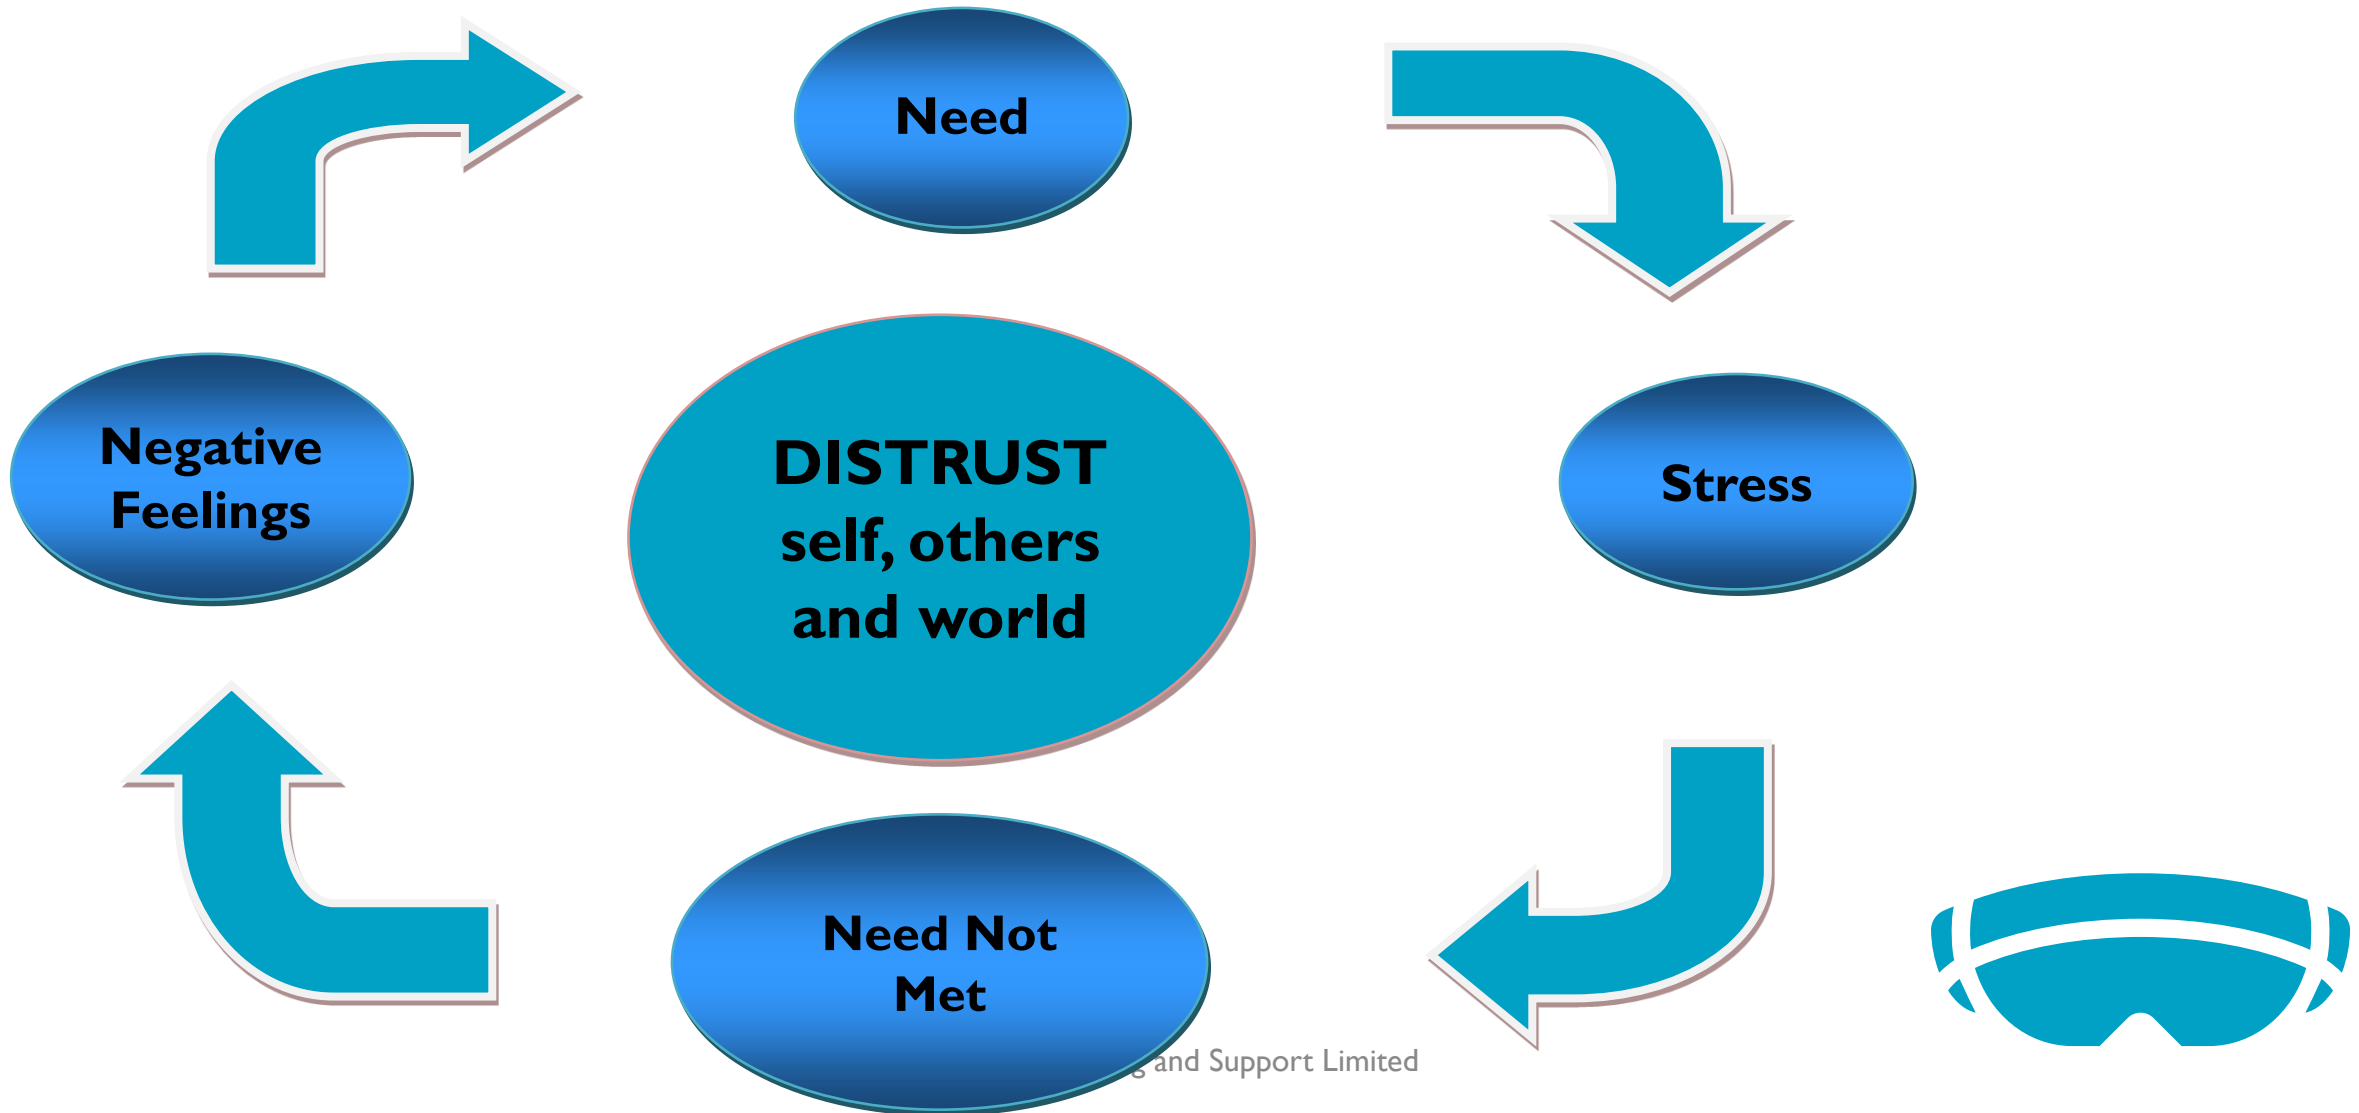 Need
Negative
Feelings
DISTRUST
self, others
and world
Stress
Need Not
Met
and Support Limited